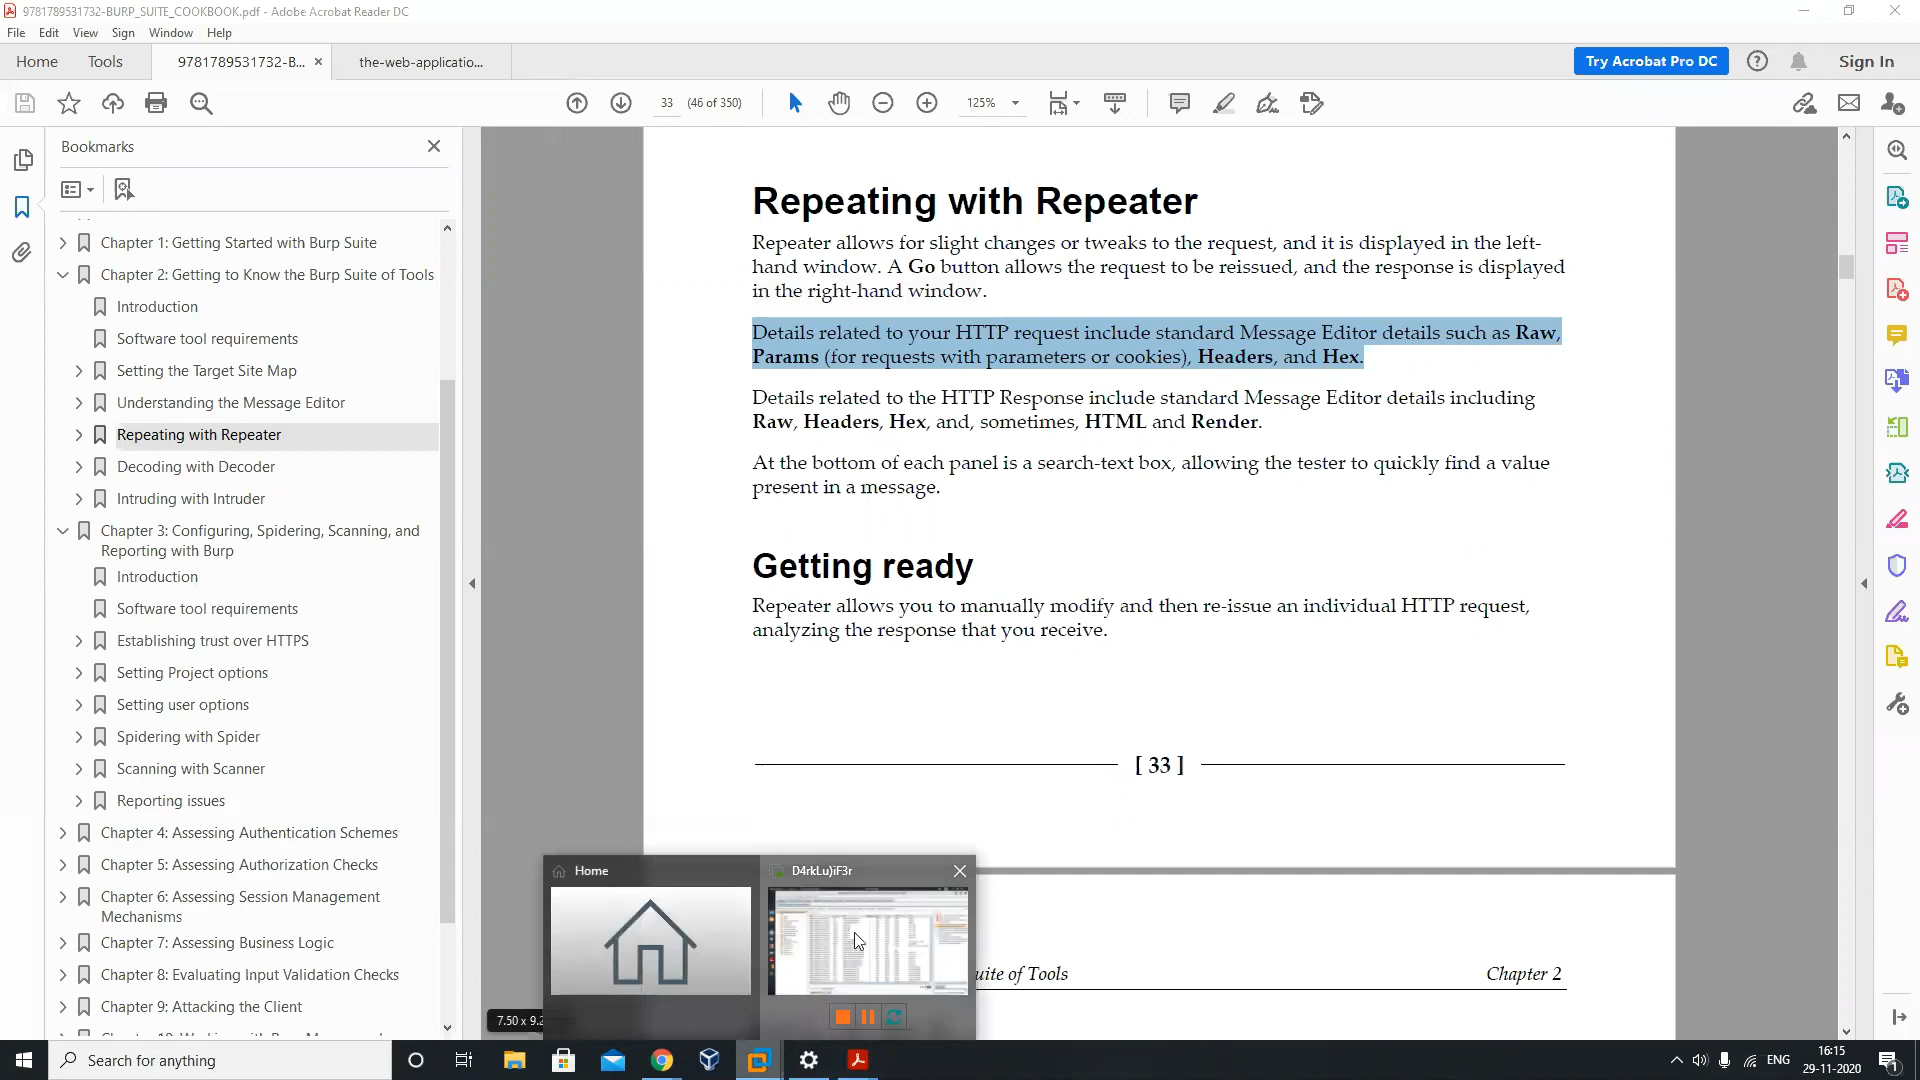 9781789531732-BURP_SUITE_COOKBOOK.pdf - Adobe Acrobat Reader DC
File Edit View Sign Window Help
Home Tools 9781789531732-B... × the-web-applicatio... Try Acrobat Pro DC Sign In
33 (46 of 350) 125%
Bookmarks
Chapter 1: Getting Started with Burp Suite
Chapter 2: Getting to Know the Burp Suite of Tools
Introduction
Software tool requirements
Setting the Target Site Map
Understanding the Message Editor
Repeating with Repeater
Decoding with Decoder
Intruding with Intruder
Chapter 3: Configuring, Spidering, Scanning, and
Reporting with Burp
Introduction
Software tool requirements
Establishing trust over HTTPS
Setting Project options
Setting user options
Spidering with Spider
Scanning with Scanner
Reporting issues
Chapter 4: Assessing Authentication Schemes
Chapter 5: Assessing Authorization Checks
Chapter 6: Assessing Session Management
Mechanisms
Chapter 7: Assessing Business Logic
Chapter 8: Evaluating Input Validation Checks
Chapter 9: Attacking the Client
Repeating with Repeater
Repeater allows for slight changes or tweaks to the request, and it is displayed in the left-
hand window. A Go button allows the request to be reissued, and the response is displayed
in the right-hand window.
Details related to your HTTP request include standard Message Editor details such as Raw,
Params (for requests with parameters or cookies), Headers, and Hex.
Details related to the HTTP Response include standard Message Editor details including
Raw, Headers, Hex, and, sometimes, HTML and Render.
At the bottom of each panel is a search-text box, allowing the tester to quickly find a value
present in a message.
Getting ready
Repeater allows you to manually modify and then re-issue an individual HTTP request,
analyzing the response that you receive.
[ 33 ]
Home D4rkLu)iF3r
uite of Tools Chapter 2
7.50 x 9.2
Search for anything
ENG
16:15
29-11-2020
1